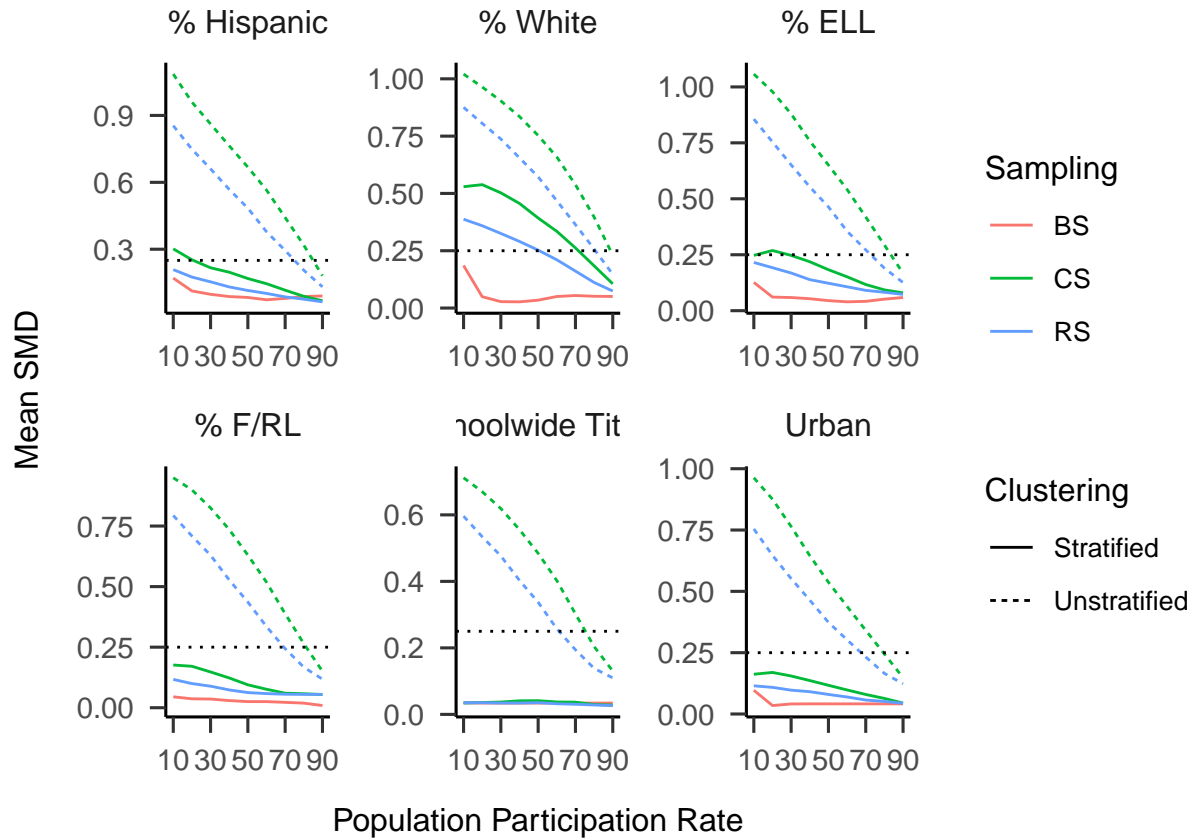 % Hispanic
% White
% ELL
0.9
0.6
0.3
10 30 50 70 90
1.00
0.75
0.50
0.25
0.00
10 30 50 70 90
1.00
0.75
0.50
0.25
0.00
10 30 50 70 90
Mean SMD
% F/RL
noolwide Tit
Urban
0.75
0.50
0.25
0.00
10 30 50 70 90
0.6
0.4
0.2
0.0
10 30 50 70 90
1.00
0.75
0.50
0.25
0.00
10 30 50 70 90
Population Participation Rate
Sampling
BS
CS
RS
Clustering
Stratified
Unstratified